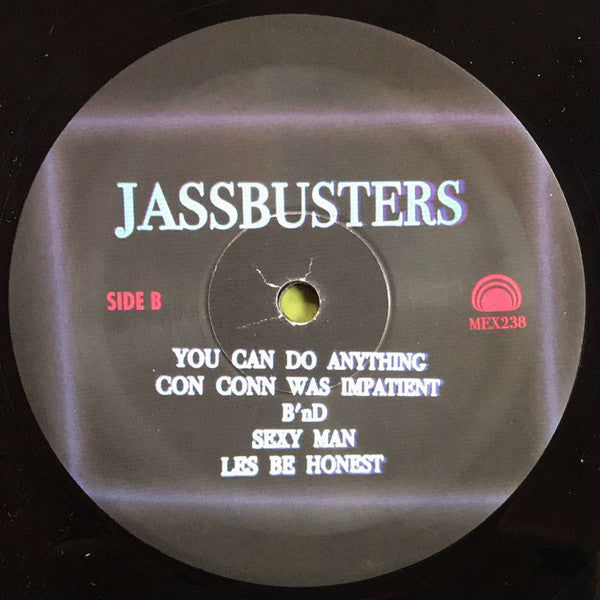 JASSBUSTERS
SIDE B
MEX238
YOU CAN DO ANYTHING
CON CONN WAS IMPATIENT
B'nD
SEXY MAN
LES BE HONEST